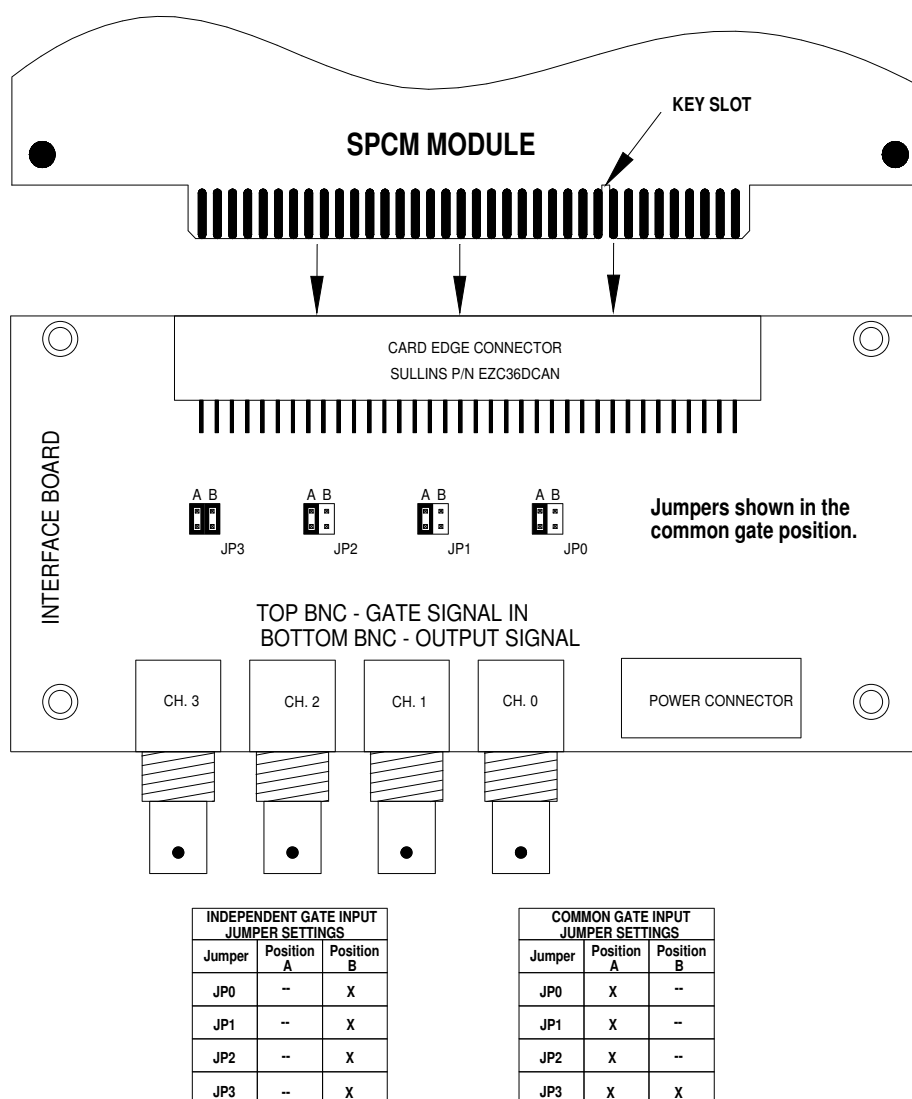 KEY SLOT
SPCM MODULE
CARD EDGE CONNECTOR
SULLINS P/N EZC36DCAN
INTERFACE BOARD
A B
JP3
A B
JP2
A B
JP1
A B
JP0
Jumpers shown in the
common gate position.
TOP BNC - GATE SIGNAL IN
BOTTOM BNC - OUTPUT SIGNAL
CH. 3
CH. 2
CH. 1
CH. 0
POWER CONNECTOR
INDEPENDENT GATE INPUT
JUMPER SETTINGS
Jumper Position A Position B
JP0 -- X
JP1 -- X
JP2 -- X
JP3 -- X
COMMON GATE INPUT
JUMPER SETTINGS
Jumper Position A Position B
JP0 X --
JP1 X --
JP2 X --
JP3 X X